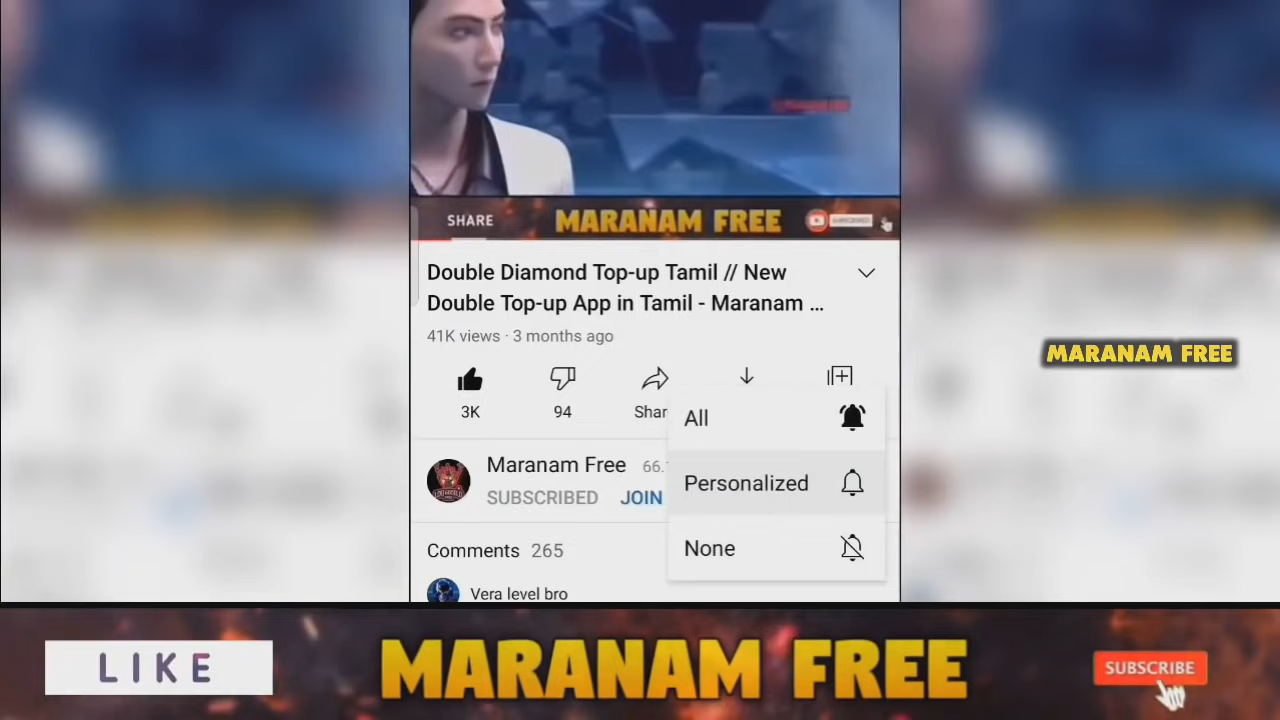 SHARE
MARANAM FREE
Double Diamond Top-up Tamil // New
Double Top-up App in Tamil - Maranam ...
41K views · 3 months ago
3K
94
Shar
All
Maranam Free 66.
SUBSCRIBED JOIN
Personalized
None
Comments 265
Vera level bro
MARANAM FREE
LIKE
MARANAM FREE
SUBSCRIBE